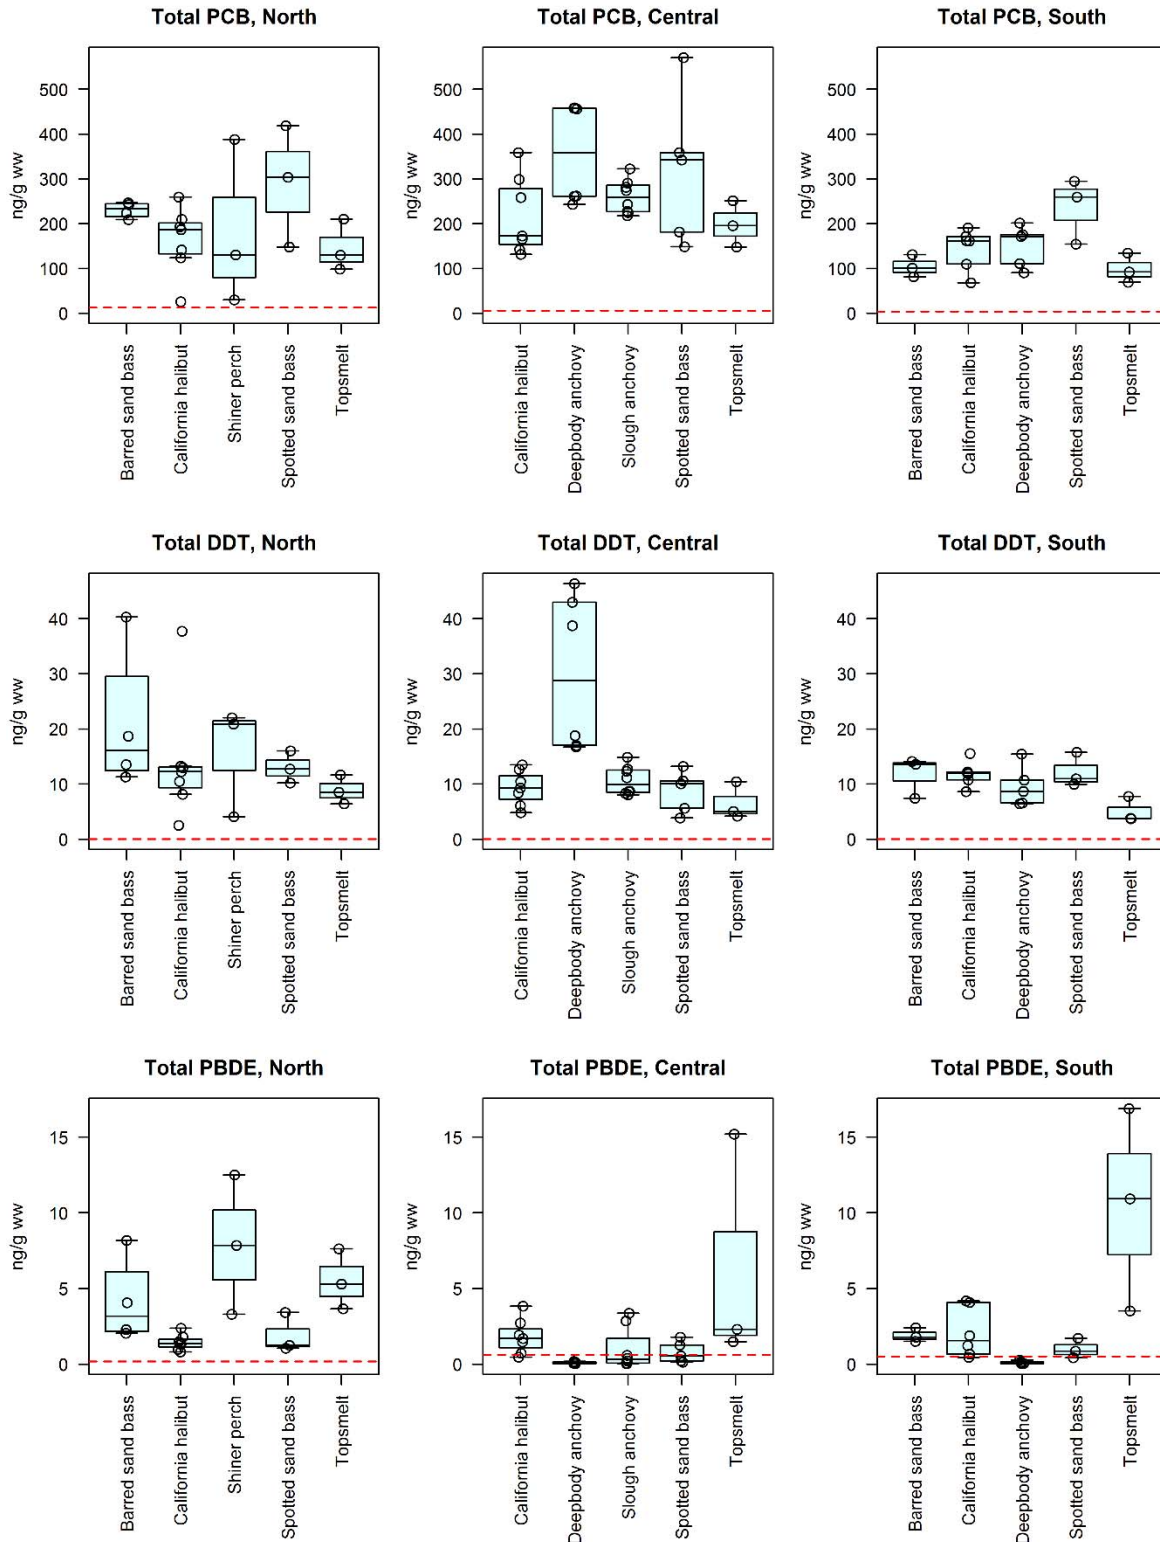 Total PCB, North
Total PCB, Central
Total PCB, South
ng/g ww
500
400
300
200
100
0
ng/g ww
500
400
300
200
100
0
ng/g ww
500
400
300
200
100
0
Barred sand bass
California halibut
Shiner perch
Spotted sand bass
Topsmelt
California halibut
Deepbody anchovy
Slough anchovy
Spotted sand bass
Topsmelt
Barred sand bass
California halibut
Deepbody anchovy
Spotted sand bass
Topsmelt
Total DDT, North
Total DDT, Central
Total DDT, South
ng/g ww
40
30
20
10
0
ng/g ww
40
30
20
10
0
ng/g ww
40
30
20
10
0
Barred sand bass
California halibut
Shiner perch
Spotted sand bass
Topsmelt
California halibut
Deepbody anchovy
Slough anchovy
Spotted sand bass
Topsmelt
Barred sand bass
California halibut
Deepbody anchovy
Spotted sand bass
Topsmelt
Total PBDE, North
Total PBDE, Central
Total PBDE, South
ng/g ww
15
10
5
0
ng/g ww
15
10
5
0
ng/g ww
15
10
5
0
Barred sand bass
California halibut
Shiner perch
Spotted sand bass
Topsmelt
California halibut
Deepbody anchovy
Slough anchovy
Spotted sand bass
Topsmelt
Barred sand bass
California halibut
Deepbody anchovy
Spotted sand bass
Topsmelt